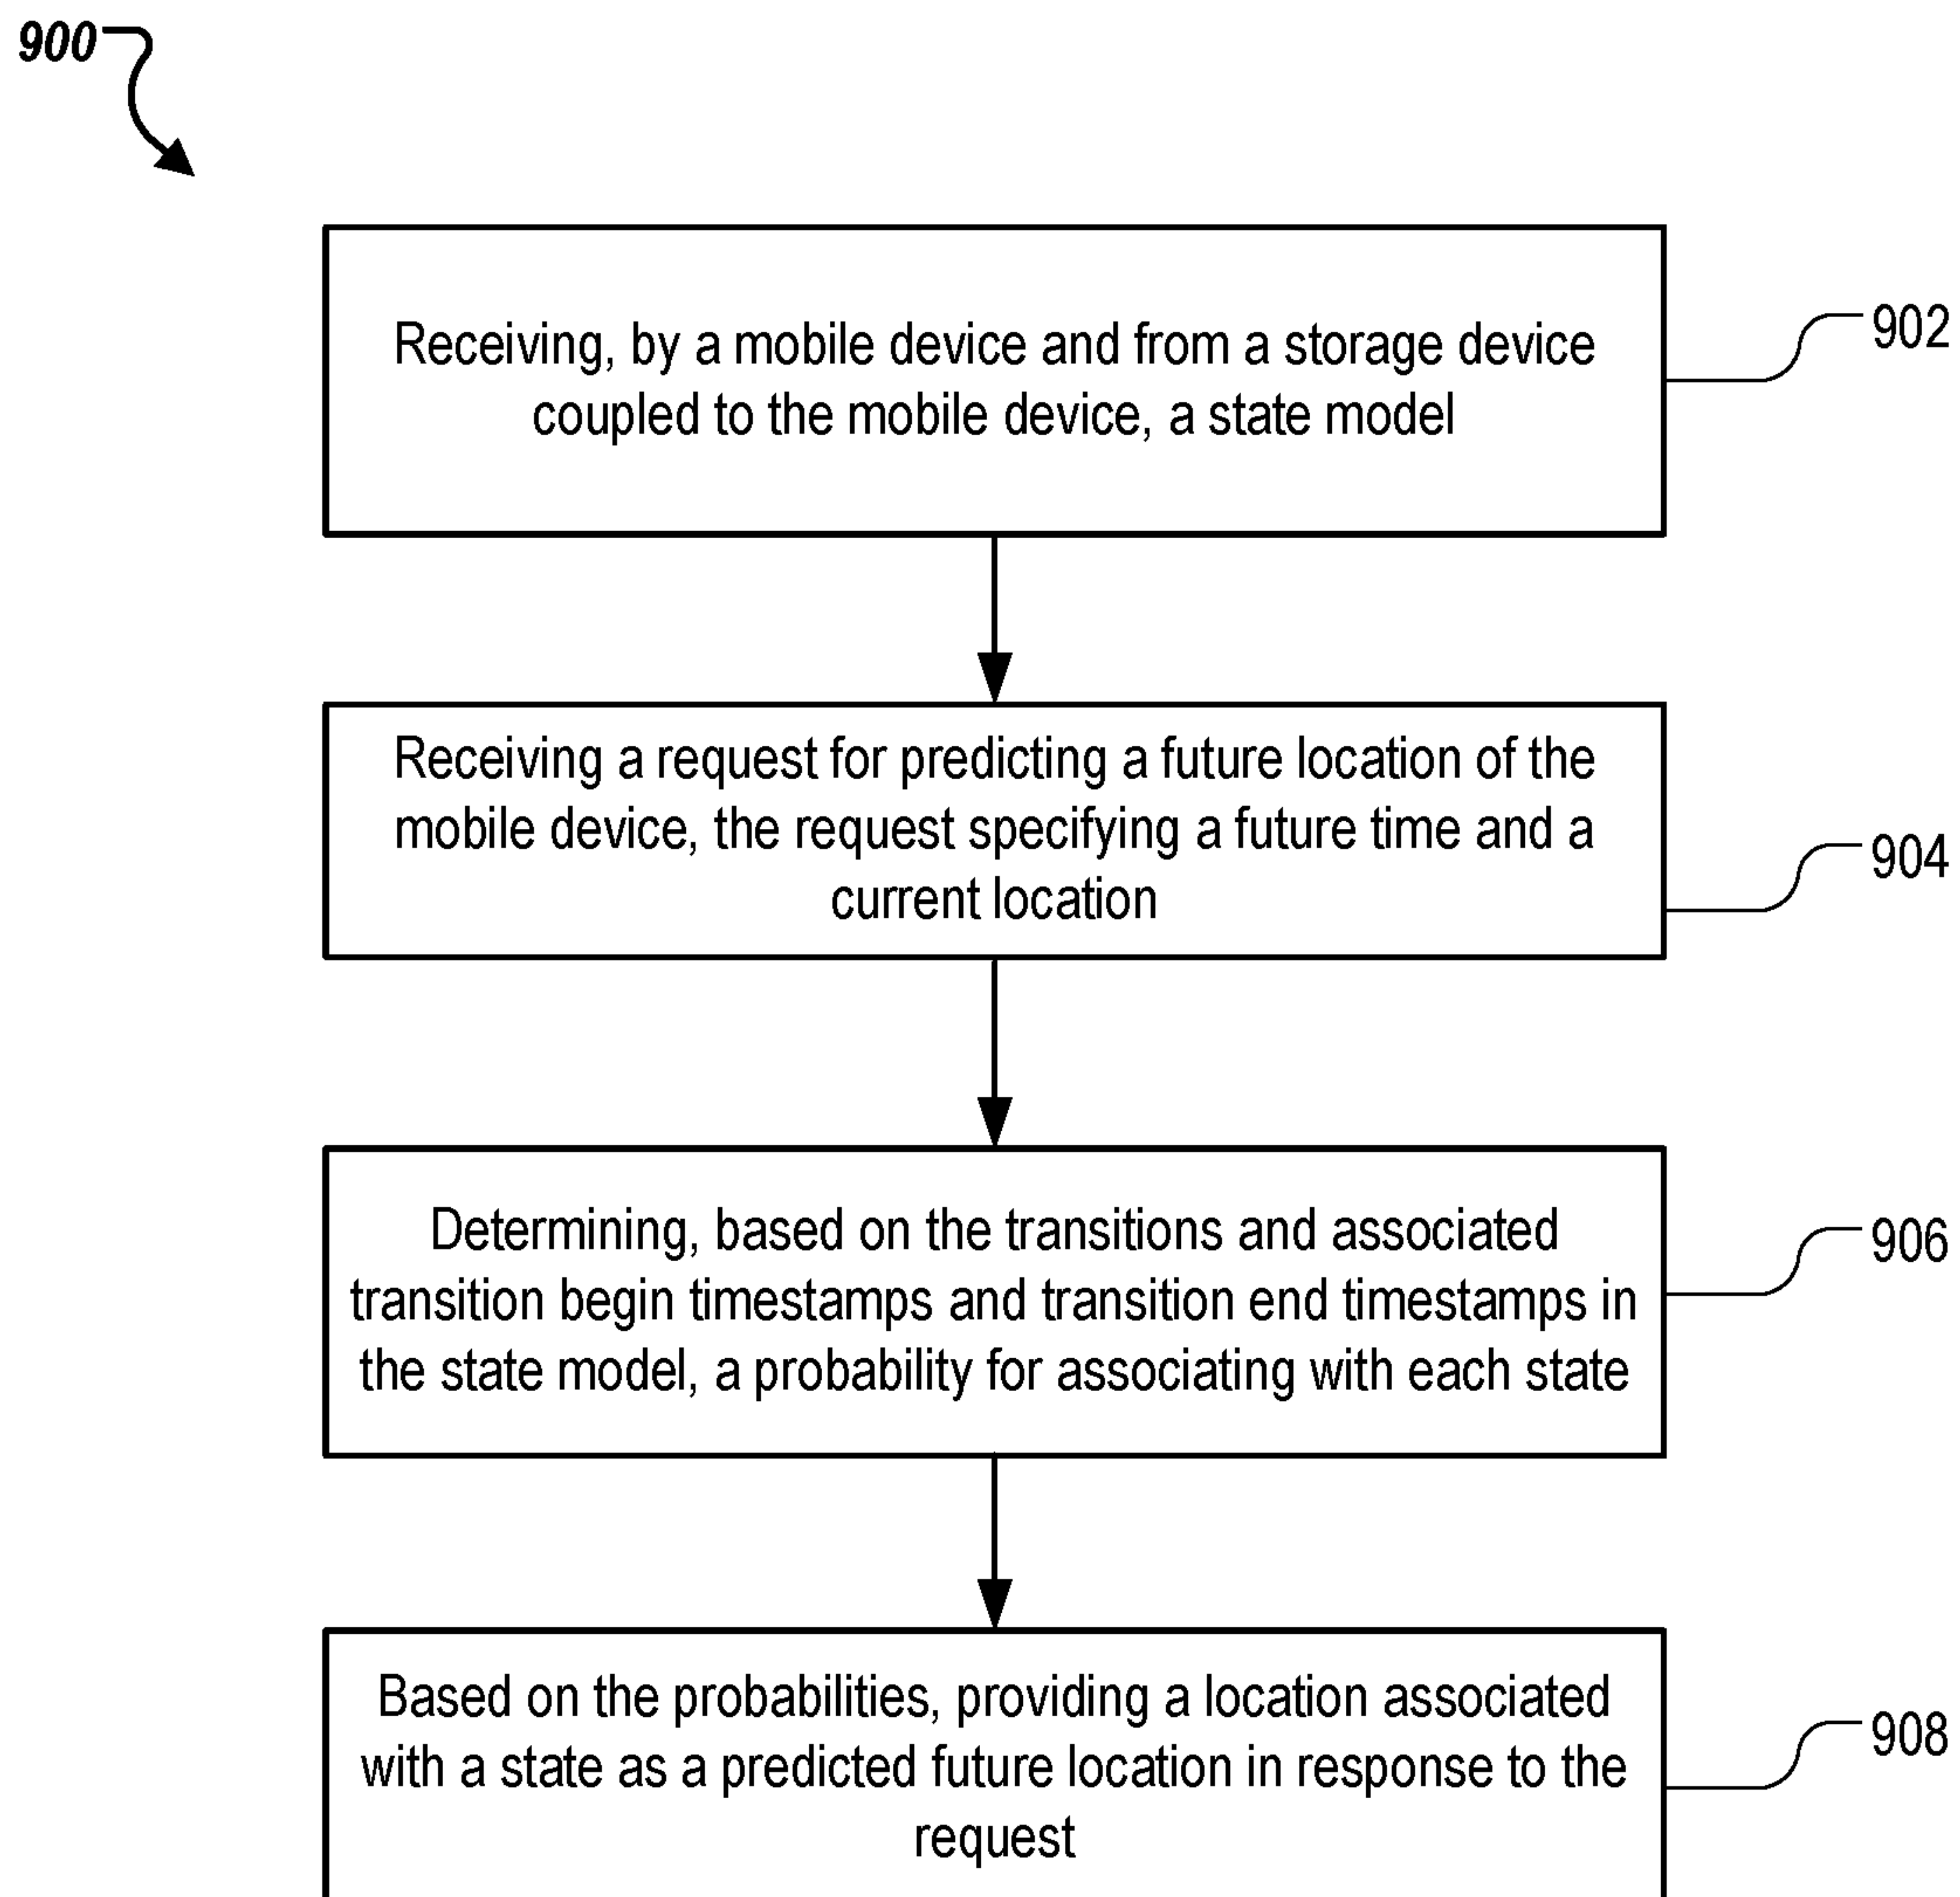 900
Receiving, by a mobile device and from a storage device
coupled to the mobile device, a state model
902
Receiving a request for predicting a future location of the
mobile device, the request specifying a future time and a
current location
904
Determining, based on the transitions and associated
transition begin timestamps and transition end timestamps in
the state model, a probability for associating with each state
906
Based on the probabilities, providing a location associated
with a state as a predicted future location in response to the
request
908